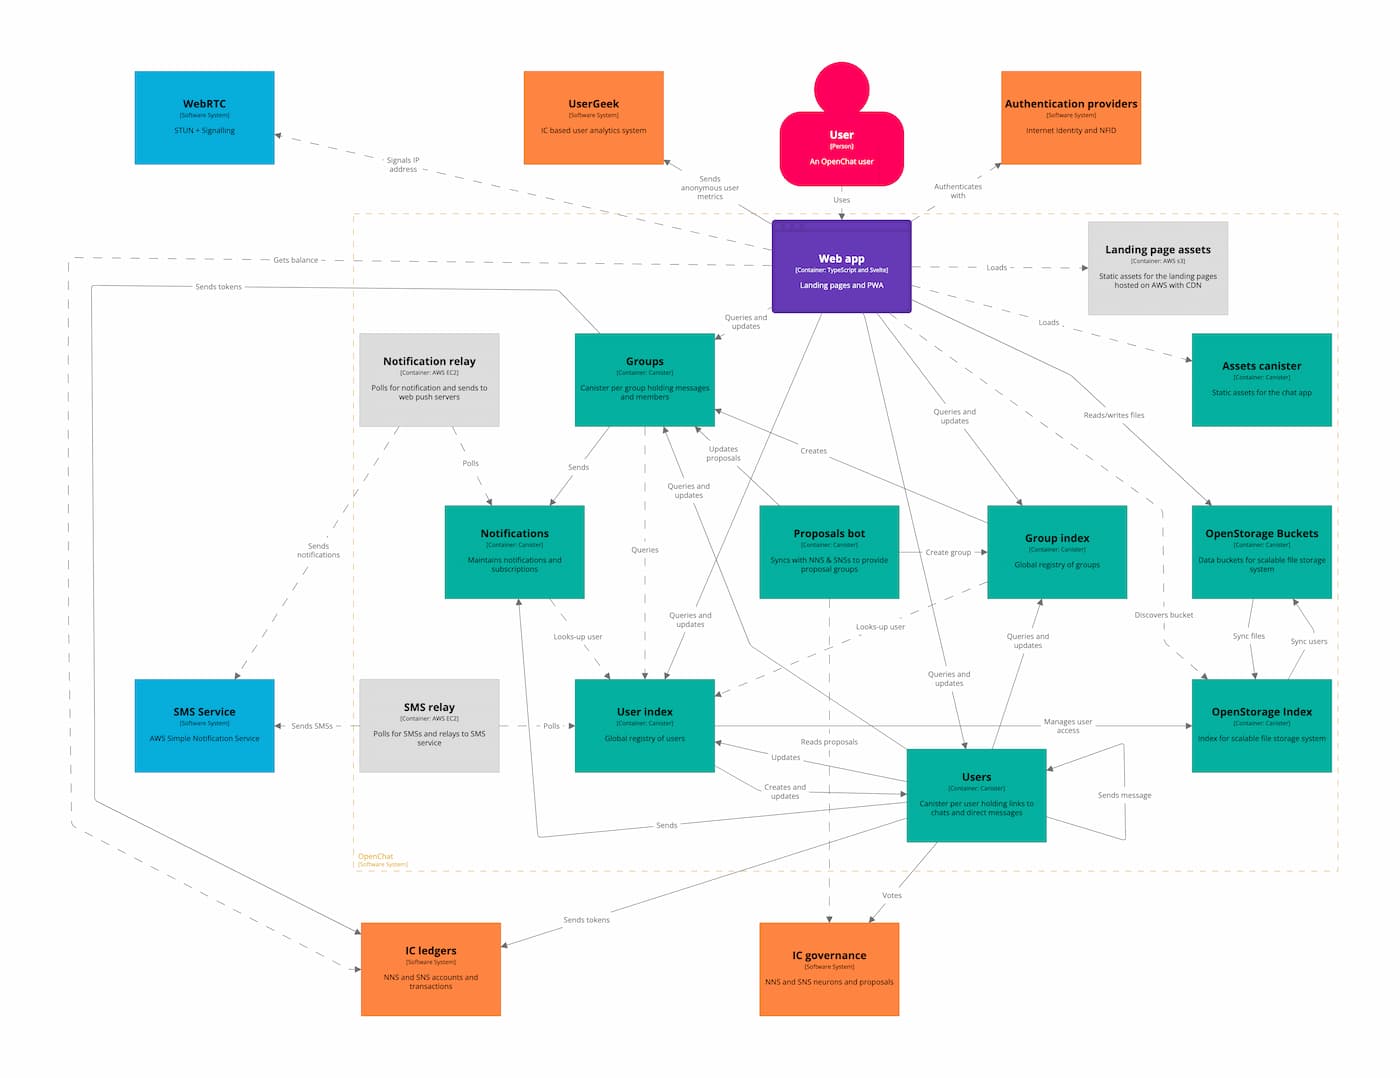 WebRTC
[Software System]
STUN + Signalling
UserGeek
[Software System]
IC based user analytics system
User
[Person]
An OpenChat user
Authentication providers
[Software System]
Internet Identity and NFID
Signals IP
address
Sends
anonymous user
metrics
Uses
Authenticates
with
Web app
[Container: TypeScript and Svelte]
Landing pages and PWA
Landing page assets
[Container: AWS s3]
Static assets for the landing pages
hosted on AWS with CDN
Gets balance
Loads
Sends tokens
Queries and
updates
Loads
Notification relay
[Container: AWS EC2]
Polls for notification and sends to
web push servers
Groups
[Container: Canister]
Canister per group holding messages
and members
Assets canister
[Container: Canister]
Static assets for the chat app
Queries and
updates
Reads/writes files
Polls
Sends
Updates
proposals
Creates
Queries and
updates
Notifications
[Container: Canister]
Maintains notifications and
subscriptions
Proposals bot
[Container: Canister]
Syncs with NNS & SNSs to provide
proposal groups
Group index
[Container: Canister]
Global registry of groups
OpenStorage Buckets
[Container: Canister]
Data buckets for scalable file storage
system
Sends
notifications
Queries
Create group
Looks-up user
Queries and
updates
Looks-up user
Queries and
updates
Discovers bucket
Sync files
Sync users
Queries and
updates
SMS Service
[Software System]
AWS Simple Notification Service
Sends SMSs
SMS relay
[Container: AWS EC2]
Polls for SMSs and relays to SMS
service
Polls
User index
[Container: Canister]
Global registry of users
Manages user
access
OpenStorage Index
[Container: Canister]
Index for scalable file storage system
Reads proposals
Updates
Creates and
updates
Users
[Container: Canister]
Canister per user holding links to
chats and direct messages
Sends message
Sends
OpenChat
[Software System]
Sends tokens
Votes
IC ledgers
[Software System]
NNS and SNS accounts and
transactions
IC governance
[Software System]
NNS and SNS neurons and proposals